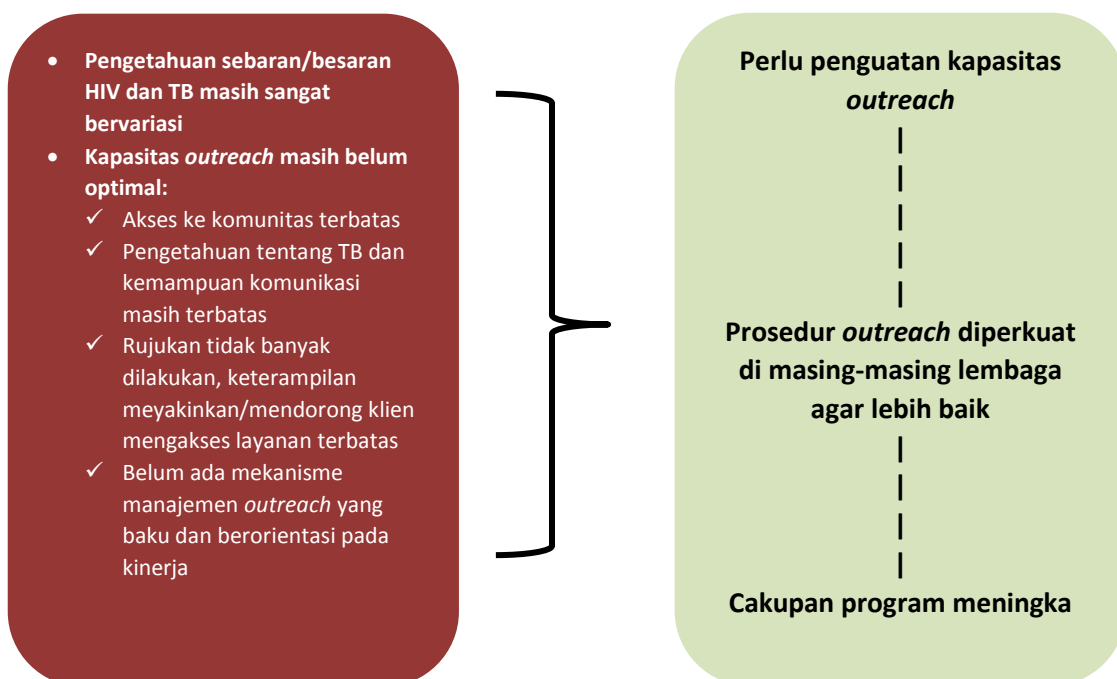 • Pengetahuan sebaran/besaran
HIV dan TB masih sangat
bervariasi
• Kapasitas outreach masih belum
optimal:
✓ Akses ke komunitas terbatas
✓ Pengetahuan tentang TB dan
kemampuan komunikasi
masih terbatas
✓ Rujukan tidak banyak
dilakukan, keterampilan
meyakinkan/mendorong klien
mengakses layanan terbatas
✓ Belum ada mekanisme
manajemen outreach yang
baku dan berorientasi pada
kinerja
Perlu penguatan kapasitas
outreach
Prosedur outreach diperkuat
di masing-masing lembaga
agar lebih baik
Cakupan program meningka